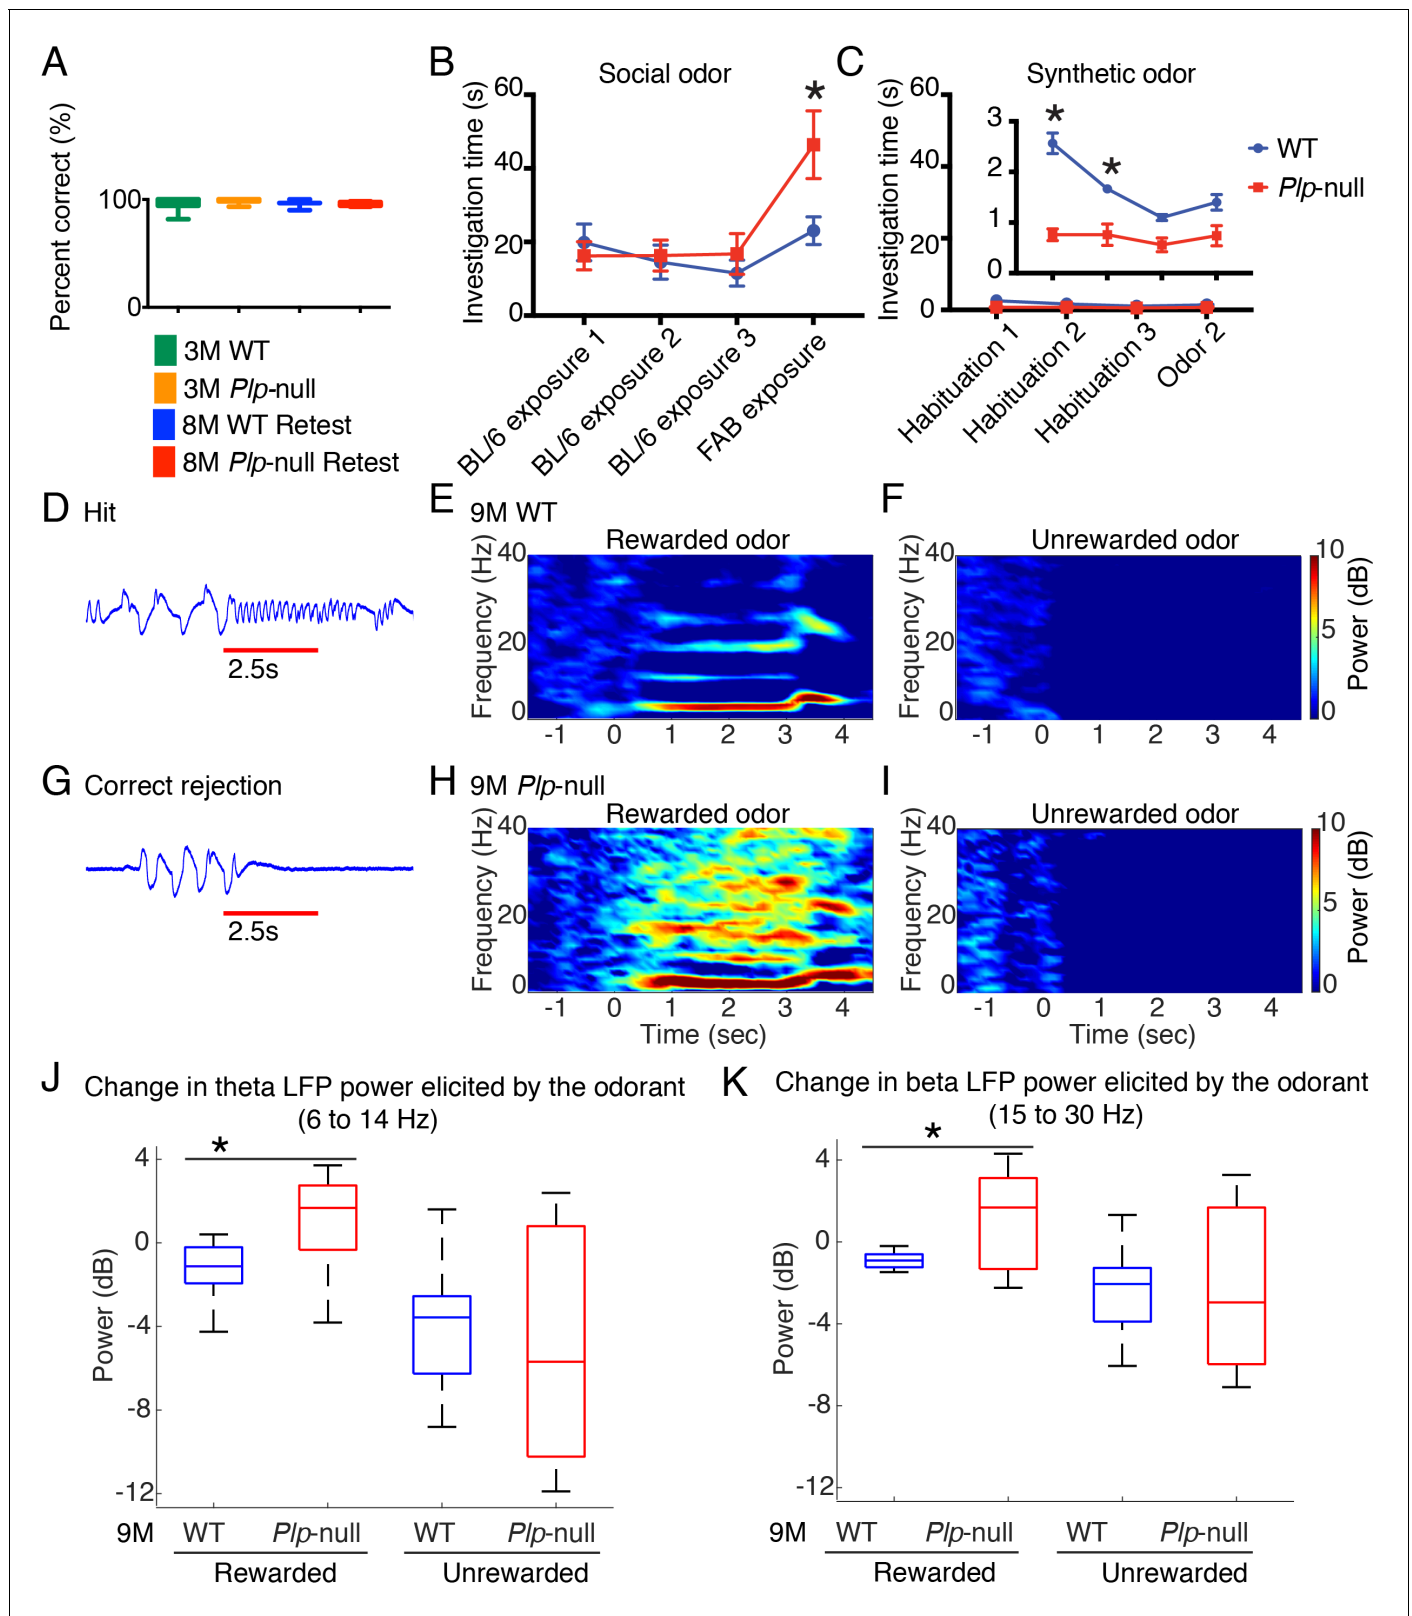 A
Percent correct (%)
100
0
3M WT
3M Plp-null
8M WT Retest
8M Plp-null Retest
B
Social odor
Investigation time (s)
60
40
20
0
*
BL/6 exposure 1
BL/6 exposure 2
BL/6 exposure 3
FAB exposure
C
Synthetic odor
Investigation time (s)
60
40
20
0
3
2
1
0
*
*
WT
Plp-null
Habituation 1
Habituation 2
Habituation 3
Odor 2
D Hit
2.5s
E 9M WT
Rewarded odor
Frequency (Hz)
40
20
0
-1 0 1 2 3 4
F
Unrewarded odor
Frequency (Hz)
40
20
0
-1 0 1 2 3 4
10
5
0
Power (dB)
G Correct rejection
2.5s
H 9M Plp-null
Rewarded odor
Frequency (Hz)
40
20
0
-1 0 1 2 3 4
Time (sec)
I
Unrewarded odor
Frequency (Hz)
40
20
0
-1 0 1 2 3 4
Time (sec)
10
5
0
Power (dB)
J
Change in theta LFP power elicited by the odorant
(6 to 14 Hz)
*
Power (dB)
4
0
-4
-8
-12
9M WT Plp-null WT Plp-null
Rewarded Unrewarded
K
Change in beta LFP power elicited by the odorant
(15 to 30 Hz)
*
Power (dB)
4
0
-4
-8
-12
9M WT Plp-null WT Plp-null
Rewarded Unrewarded